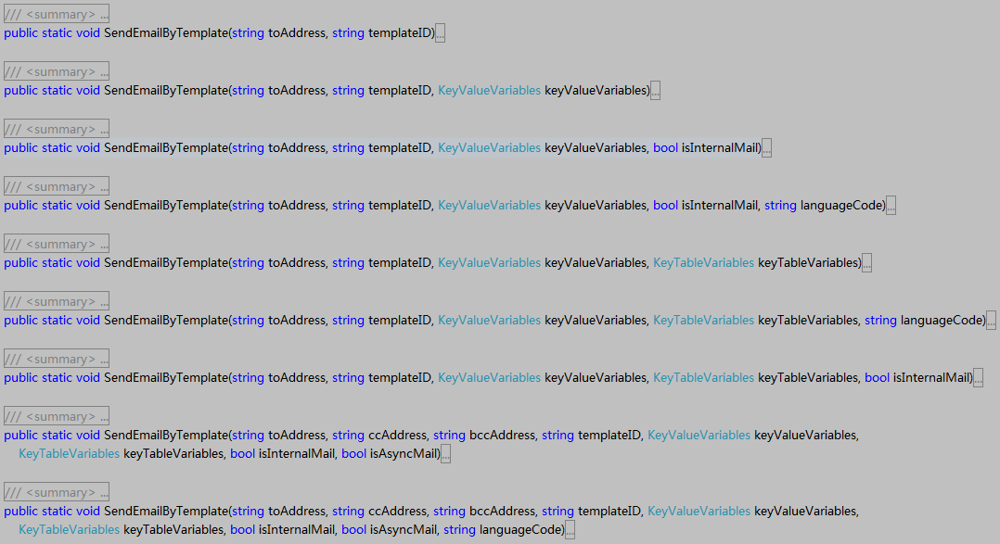 /// <summary> ...
public static void SendEmailByTemplate(string toAddress, string templateID)...
/// <summary> ...
public static void SendEmailByTemplate(string toAddress, string templateID, KeyValueVariables keyValueVariables)...
/// <summary> ...
public static void SendEmailByTemplate(string toAddress, string templateID, KeyValueVariables keyValueVariables, bool isInternalMail)...
/// <summary> ...
public static void SendEmailByTemplate(string toAddress, string templateID, KeyValueVariables keyValueVariables, bool isInternalMail, string languageCode)...
/// <summary> ...
public static void SendEmailByTemplate(string toAddress, string templateID, KeyValueVariables keyValueVariables, KeyTableVariables keyTableVariables)...
/// <summary> ...
public static void SendEmailByTemplate(string toAddress, string templateID, KeyValueVariables keyValueVariables, KeyTableVariables keyTableVariables, string languageCode)...
/// <summary> ...
public static void SendEmailByTemplate(string toAddress, string templateID, KeyValueVariables keyValueVariables, KeyTableVariables keyTableVariables, bool isInternalMail)...
/// <summary> ...
public static void SendEmailByTemplate(string toAddress, string ccAddress, string bccAddress, string templateID, KeyValueVariables keyValueVariables,
KeyTableVariables keyTableVariables, bool isInternalMail, bool isAsyncMail)...
/// <summary> ...
public static void SendEmailByTemplate(string toAddress, string ccAddress, string bccAddress, string templateID, KeyValueVariables keyValueVariables,
KeyTableVariables keyTableVariables, bool isInternalMail, bool isAsyncMail, string languageCode)...